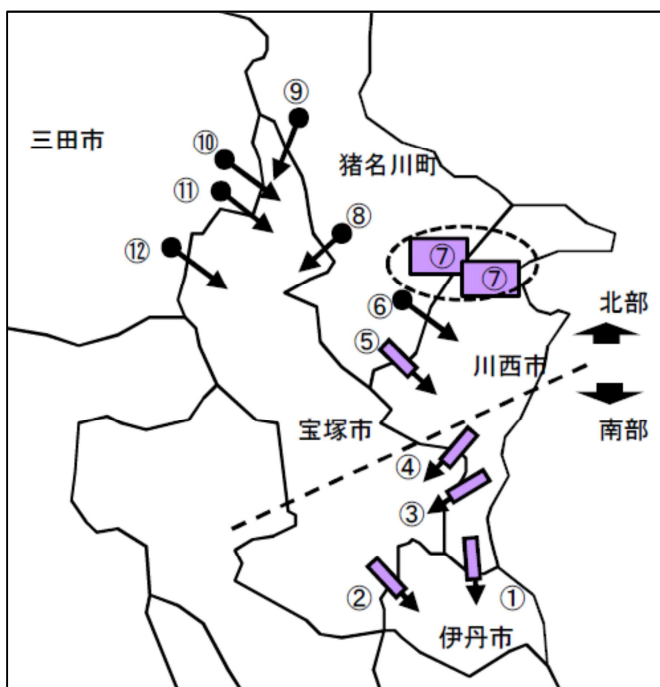 ⑨
三田市
⑩
猪名川町
⑪
⑧
⑫
⑦
⑦
⑥
北部
⑤
川西市
宝塚市
南部
④
③
②
①
伊丹市